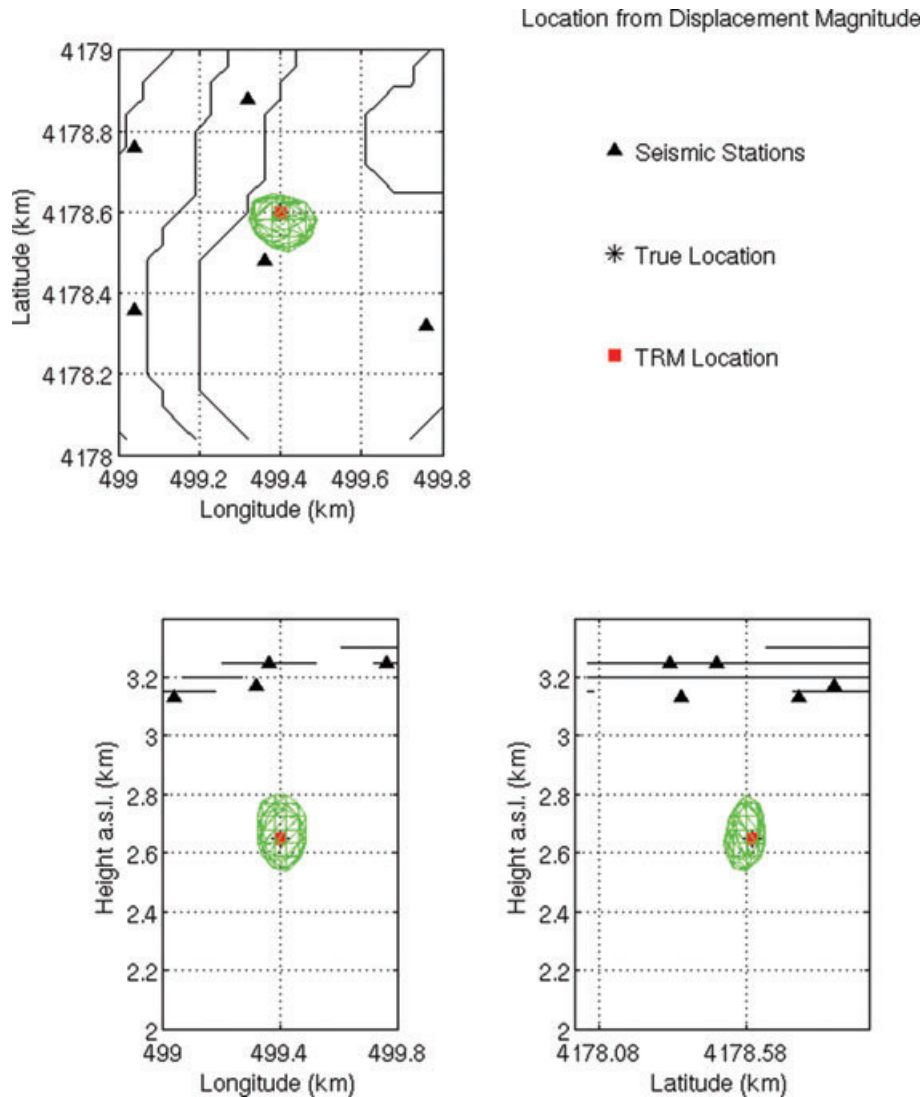 Location from Displacement Magnitude
4179
4178.8
4178.6
4178.4
4178.2
4178
Latitude (km)
499 499.2 499.4 499.6 499.8
Longitude (km)
Seismic Stations
True Location
TRM Location
3.2
3
2.8
2.6
2.4
2.2
2
Height a.s.l. (km)
499 499.4 499.8
Longitude (km)
3.2
3
2.8
2.6
2.4
2.2
2
Height a.s.l. (km)
4178.08 4178.58
Latitude (km)